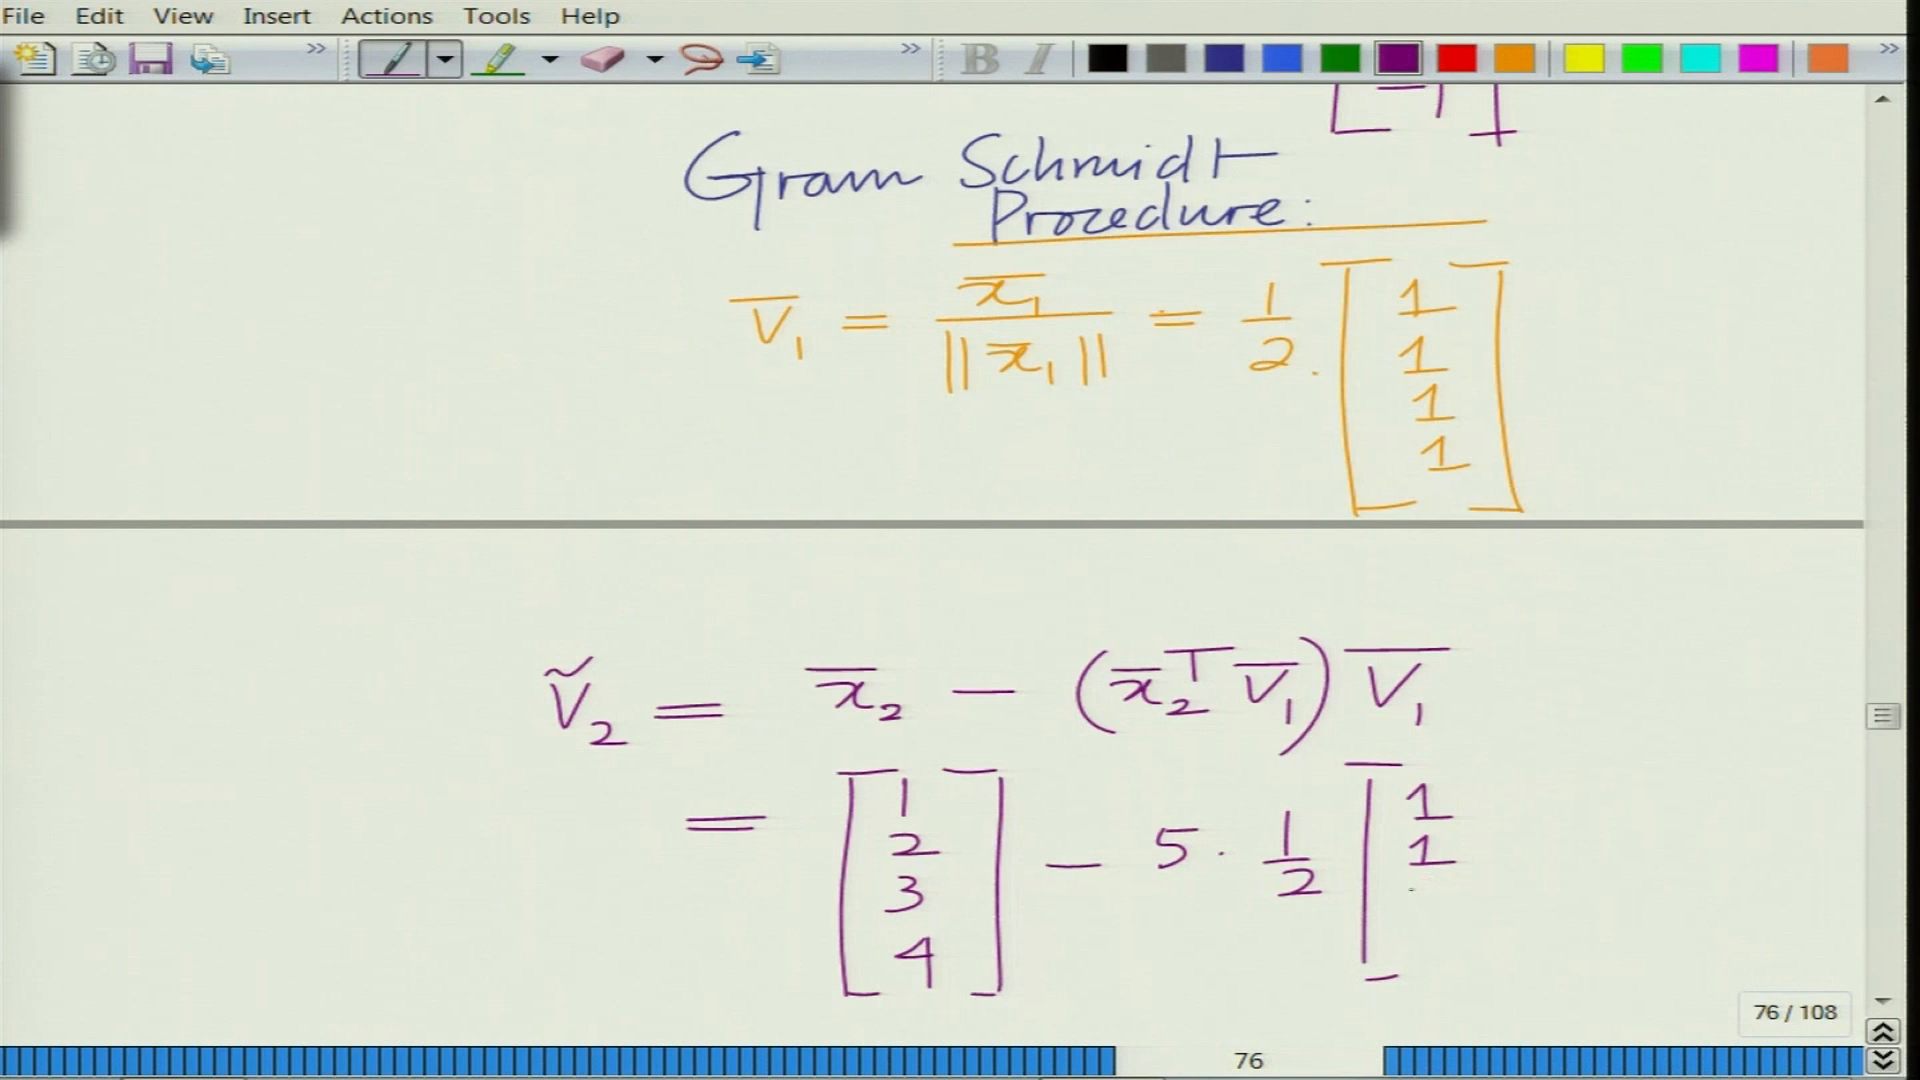 File Edit View Insert Actions Tools Help
B I
Gram Schmidt
Procedure:
V̅₁ = x̅₁ / ||x̅₁|| = 1/2 . [1 1 1 1]
Ṽ₂ = x̅₂ − (x̅₂ᵀ V̅₁) V̅₁
= [1 2 3 4] − 5 · 1/2 [1 1
76 / 108
76